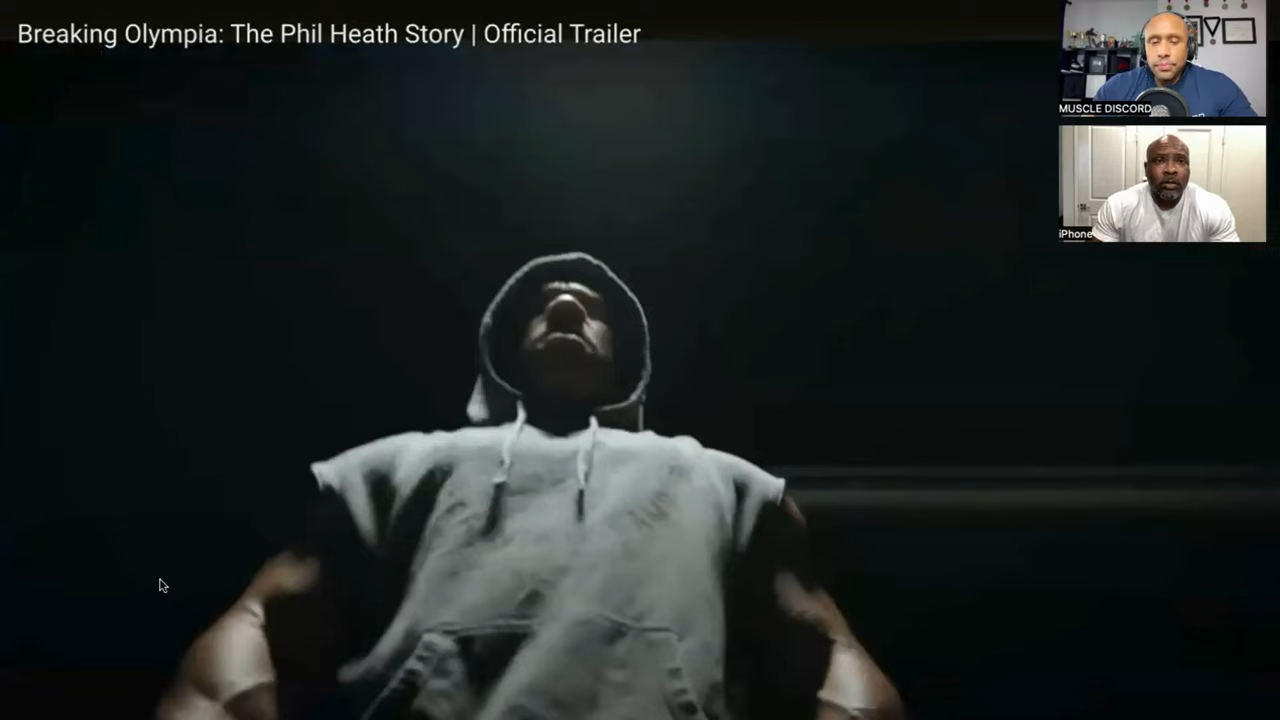 Breaking Olympia: The Phil Heath Story | Official Trailer
MUSCLE DISCORD
iPhone